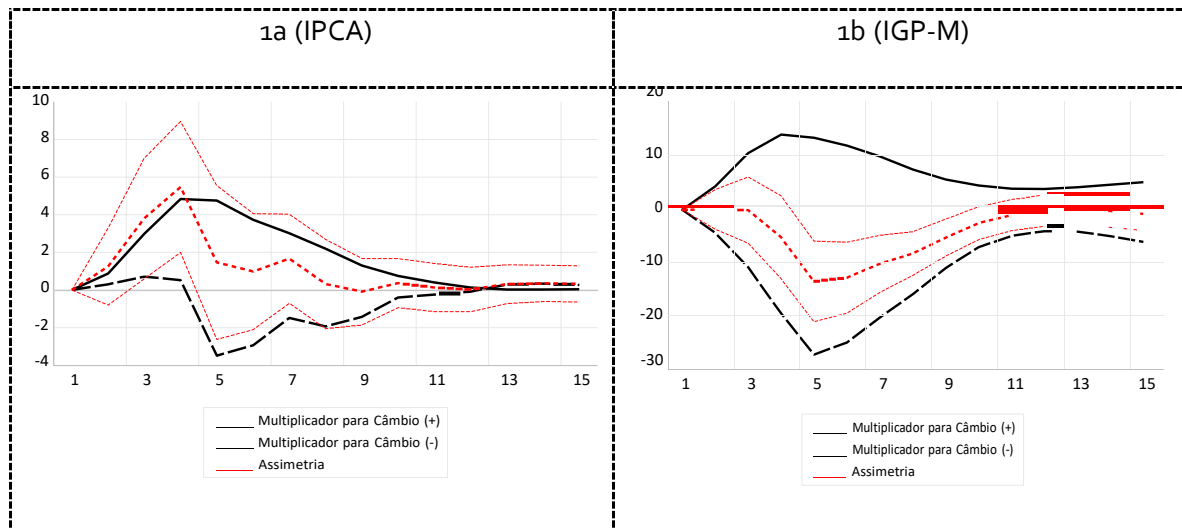 1a (IPCA)
1b (IGP-M)
10
8
6
4
2
0
-2
-4
1 3 5 7 9 11 13 15
Multiplicador para Câmbio (+)
Multiplicador para Câmbio (-)
Assimetria
20
10
0
-10
-20
-30
1 3 5 7 9 11 13 15
Multiplicador para Câmbio (+)
Multiplicador para Câmbio (-)
Assimetria